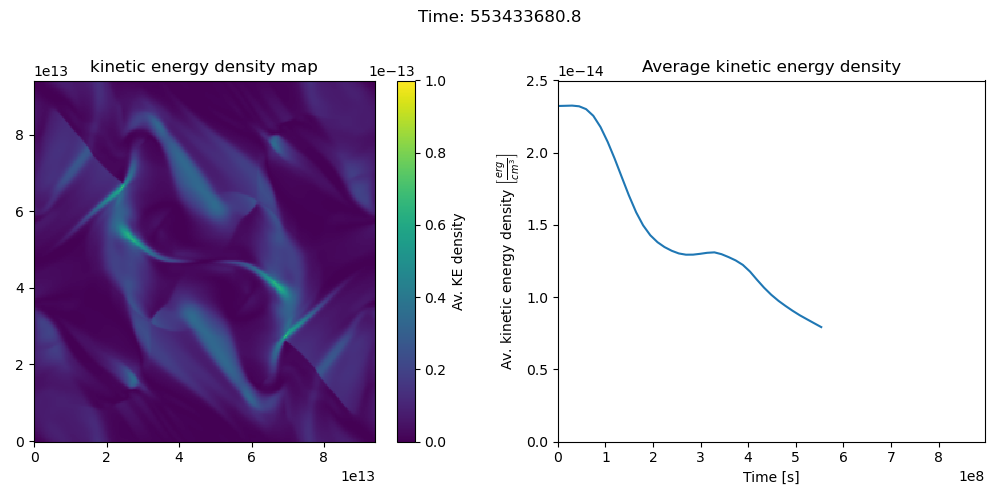 Time: 553433680.8
kinetic energy density map
1e13
1e−13
0
2
4
6
8
0
2
4
6
8
1e13
0.0
0.2
0.4
0.6
0.8
1.0
Av. KE density
Average kinetic energy density
1e−14
0.0
0.5
1.0
1.5
2.0
2.5
Av. kinetic energy density [erg/cm³]
0
1
2
3
4
5
6
7
8
1e8
Time [s]